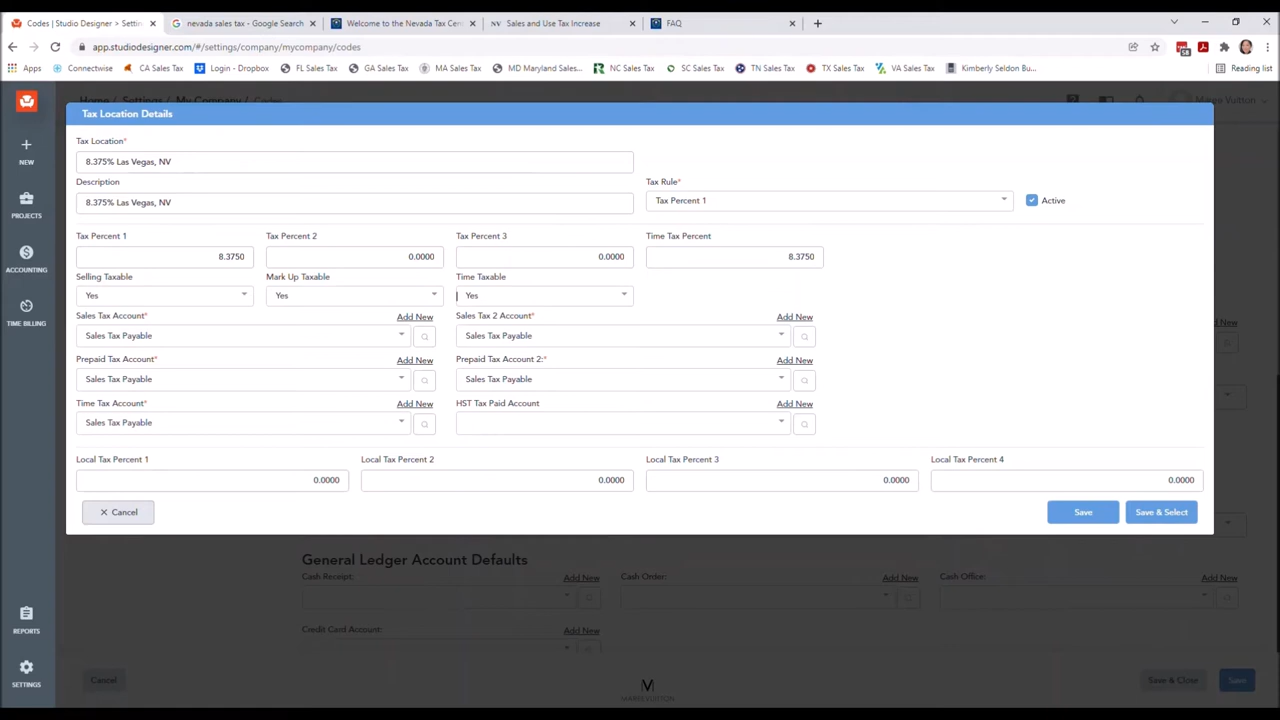 Codes | Studio Designer > Settin
nevada sales tax - Google Search
Welcome to the Nevada Tax Cen
NV Sales and Use Tax Increase
FAQ
app.studiodesigner.com/#/settings/company/mycompany/codes
58
Apps
Connectwise
CA Sales Tax
Login - Dropbox
FL Sales Tax
GA Sales Tax
MA Sales Tax
MD Maryland Sales...
NC Sales Tax
SC Sales Tax
TN Sales Tax
TX Sales Tax
VA Sales Tax
Kimberly Seldon Bu...
Reading list
Home / Settings / My Company / Codes
NEW
PROJECTS
ACCOUNTING
TIME BILLING
REPORTS
SETTINGS
Tax Location Details
Tax Location*
8.375% Las Vegas, NV
Description
8.375% Las Vegas, NV
Tax Rule*
Tax Percent 1
Active
Tax Percent 1
Tax Percent 2
Tax Percent 3
Time Tax Percent
8.3750
0.0000
0.0000
8.3750
Selling Taxable
Mark Up Taxable
Time Taxable
Yes
Yes
Yes
Sales Tax Account*
Add New
Sales Tax 2 Account*
Add New
Sales Tax Payable
Sales Tax Payable
Prepaid Tax Account*
Add New
Prepaid Tax Account 2:*
Add New
Sales Tax Payable
Sales Tax Payable
Time Tax Account*
Add New
HST Tax Paid Account
Add New
Sales Tax Payable
Local Tax Percent 1
Local Tax Percent 2
Local Tax Percent 3
Local Tax Percent 4
0.0000
0.0000
0.0000
0.0000
Cancel
Save
Save & Select
General Ledger Account Defaults
Cash Receipt:
Add New
Cash Order:
Add New
Cash Office:
Add New
Credit Card Account:
Add New
Cancel
Save & Close
Save